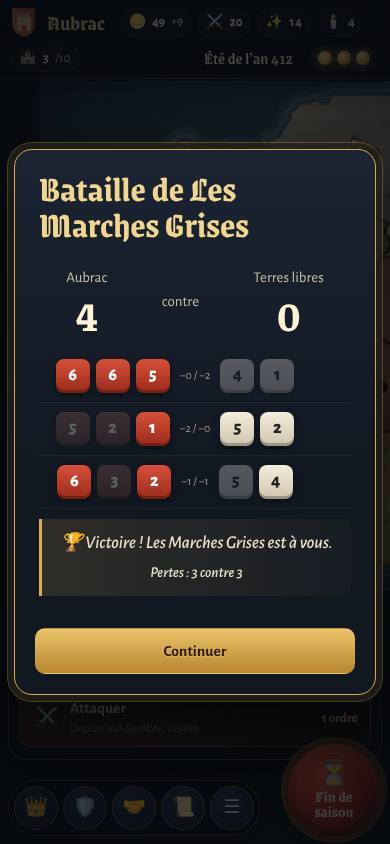 Aubrac
49 +9
20
14
4
3 /10
Été de l'an 412
Bataille de Les
Marches Grises
Aubrac
contre
Terres libres
4
0
6 6 5 −0 / −2 4 1
5 2 1 −2 / −0 5 2
6 3 2 −1 / −1 5 4
Victoire ! Les Marches Grises est à vous.
Pertes : 3 contre 3
Continuer
Attaquer
Depuis Val-Sombre, Lisière
1 ordre
Fin de
saison